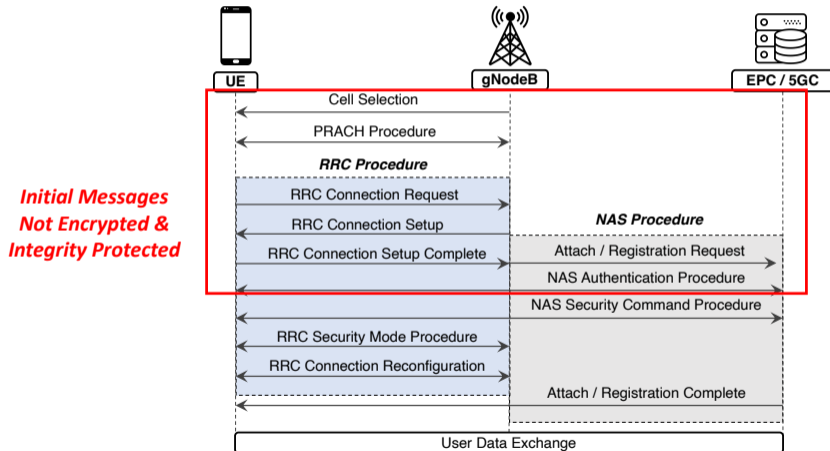 UE
gNodeB
EPC / 5GC
Cell Selection
PRACH Procedure
RRC Procedure
RRC Connection Request
Initial Messages
Not Encrypted &
Integrity Protected
RRC Connection Setup
NAS Procedure
RRC Connection Setup Complete
Attach / Registration Request
NAS Authentication Procedure
NAS Security Command Procedure
RRC Security Mode Procedure
RRC Connection Reconfiguration
Attach / Registration Complete
User Data Exchange